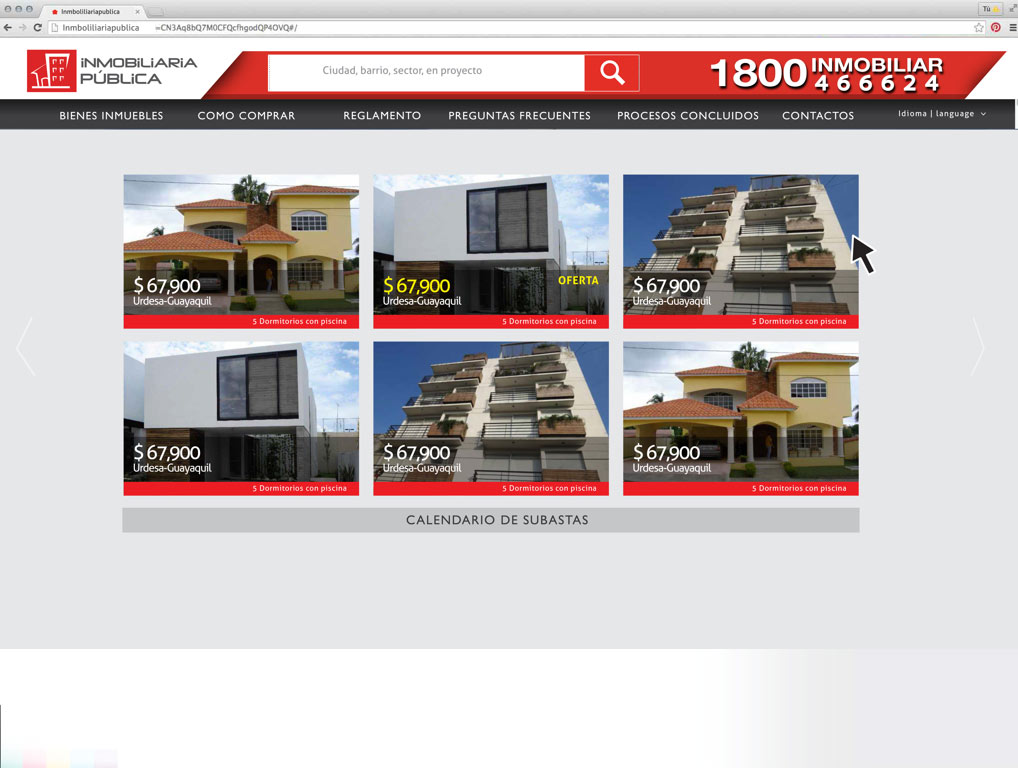 Inmboliliariapublica
Tú
Inmboliliariapublica =CN3Aq8bQ7M0CFQcfhgodQP4OVQ#/
INMOBILIARIA
PÚBLICA
Ciudad, barrio, sector, en proyecto
1800 INMOBILIAR
466624
BIENES INMUEBLES COMO COMPRAR REGLAMENTO PREGUNTAS FRECUENTES PROCESOS CONCLUIDOS CONTACTOS Idioma | language
$ 67,900
Urdesa-Guayaquil
5 Dormitorios con piscina
$ 67,900 OFERTA
Urdesa-Guayaquil
5 Dormitorios con piscina
$ 67,900
Urdesa-Guayaquil
5 Dormitorios con piscina
$ 67,900
Urdesa-Guayaquil
5 Dormitorios con piscina
$ 67,900
Urdesa-Guayaquil
5 Dormitorios con piscina
$ 67,900
Urdesa-Guayaquil
5 Dormitorios con piscina
CALENDARIO DE SUBASTAS